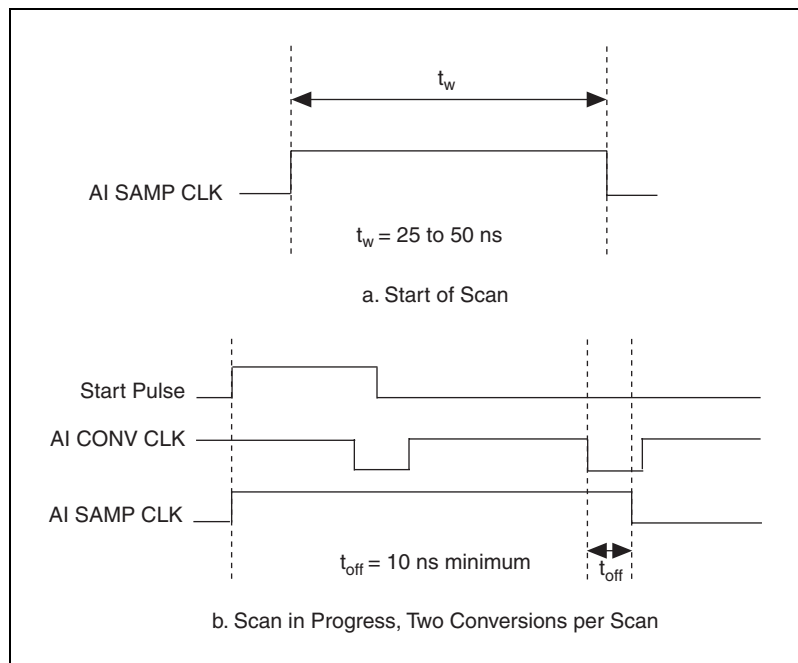 t_w
AI SAMP CLK
t_w = 25 to 50 ns
a. Start of Scan
Start Pulse
AI CONV CLK
AI SAMP CLK
t_off = 10 ns minimum
t_off
b. Scan in Progress, Two Conversions per Scan